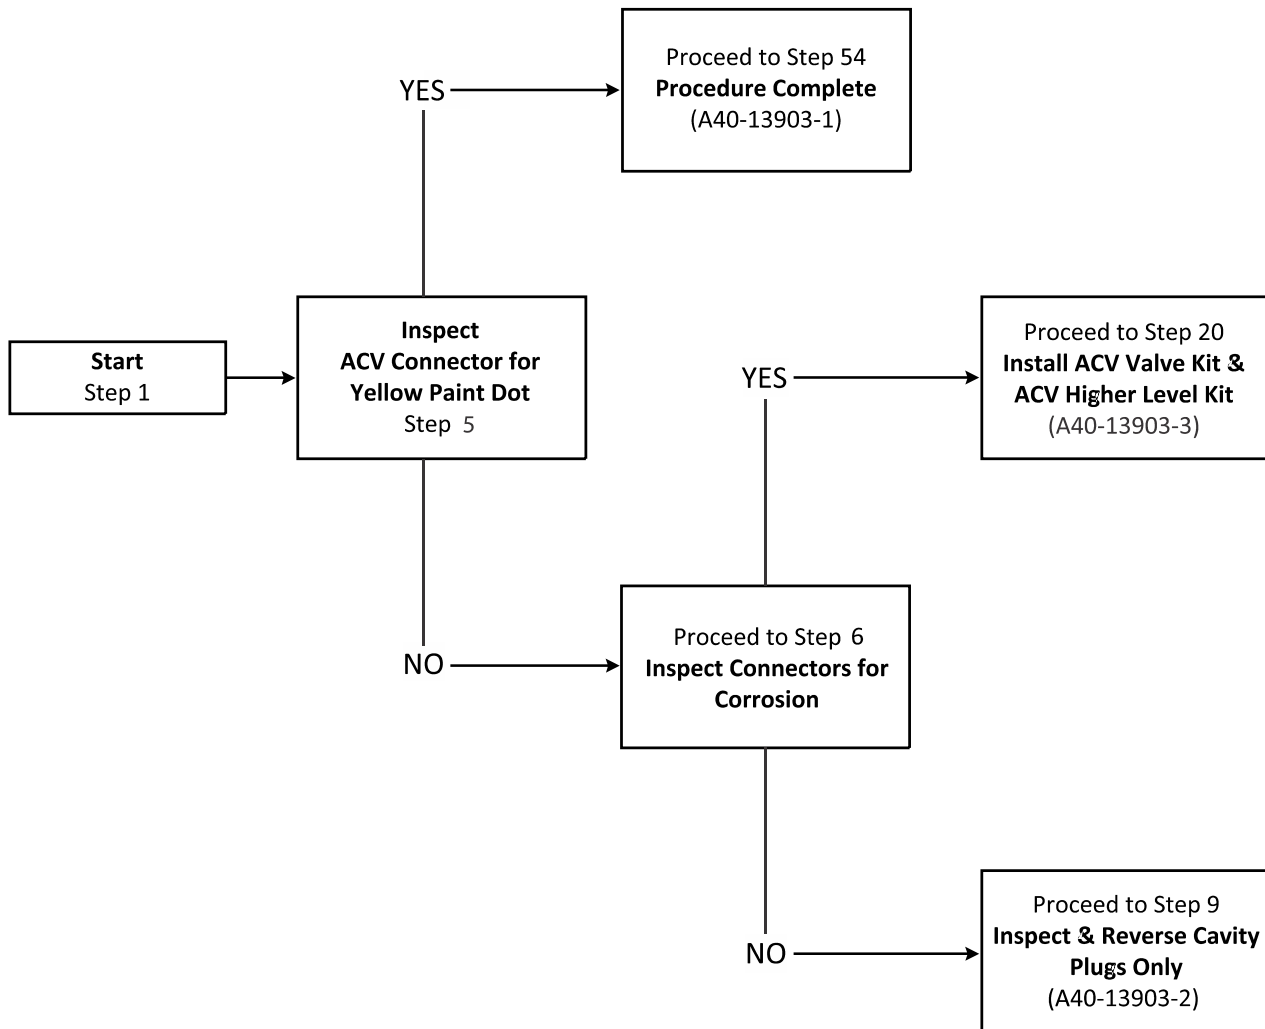 Proceed to Step 54
Procedure Complete
(A40-13903-1)
YES
Start
Step 1
Inspect
ACV Connector for
Yellow Paint Dot
Step 5
YES
Proceed to Step 20
Install ACV Valve Kit &
ACV Higher Level Kit
(A40-13903-3)
NO
Proceed to Step 6
Inspect Connectors for
Corrosion
NO
Proceed to Step 9
Inspect & Reverse Cavity
Plugs Only
(A40-13903-2)